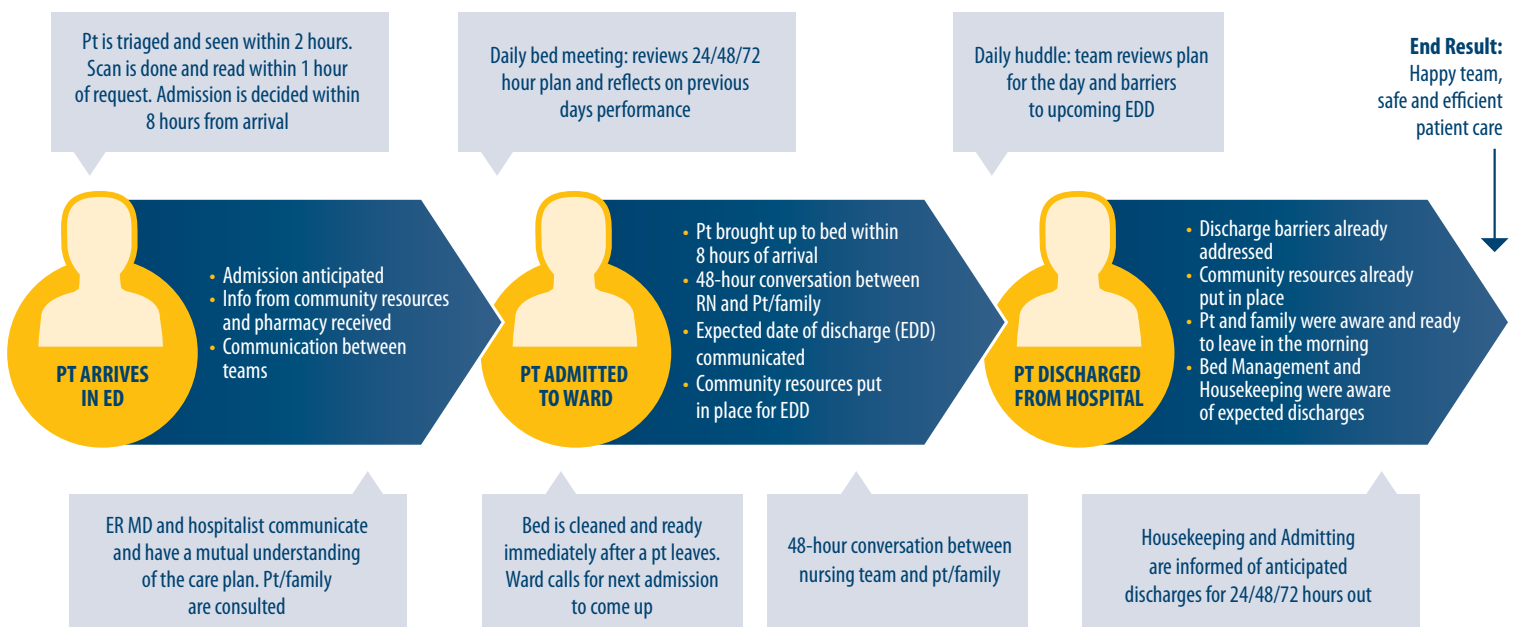 Pt is triaged and seen within 2 hours.
Scan is done and read within 1 hour
of request. Admission is decided within
8 hours from arrival
Daily bed meeting: reviews 24/48/72
hour plan and reflects on previous
days performance
Daily huddle: team reviews plan
for the day and barriers
to upcoming EDD
End Result:
Happy team,
safe and efficient
patient care
PT ARRIVES
IN ED
• Admission anticipated
• Info from community resources
and pharmacy received
• Communication between
teams
PT ADMITTED
TO WARD
• Pt brought up to bed within
8 hours of arrival
• 48-hour conversation between
RN and Pt/family
• Expected date of discharge (EDD)
communicated
• Community resources put
in place for EDD
PT DISCHARGED
FROM HOSPITAL
• Discharge barriers already
addressed
• Community resources already
put in place
• Pt and family were aware and ready
to leave in the morning
• Bed Management and
Housekeeping were aware
of expected discharges
ER MD and hospitalist communicate
and have a mutual understanding
of the care plan. Pt/family
are consulted
Bed is cleaned and ready
immediately after a pt leaves.
Ward calls for next admission
to come up
48-hour conversation between
nursing team and pt/family
Housekeeping and Admitting
are informed of anticipated
discharges for 24/48/72 hours out